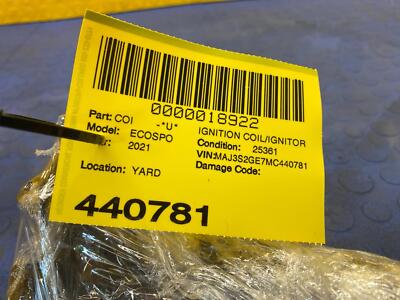 0000018922
Part: COI -*U* IGNITION COIL/IGNITOR
Model: ECOSPO Condition: 25361
: 2021 VIN:MAJ3S2GE7MC440781
Location: YARD Damage Code:
440781